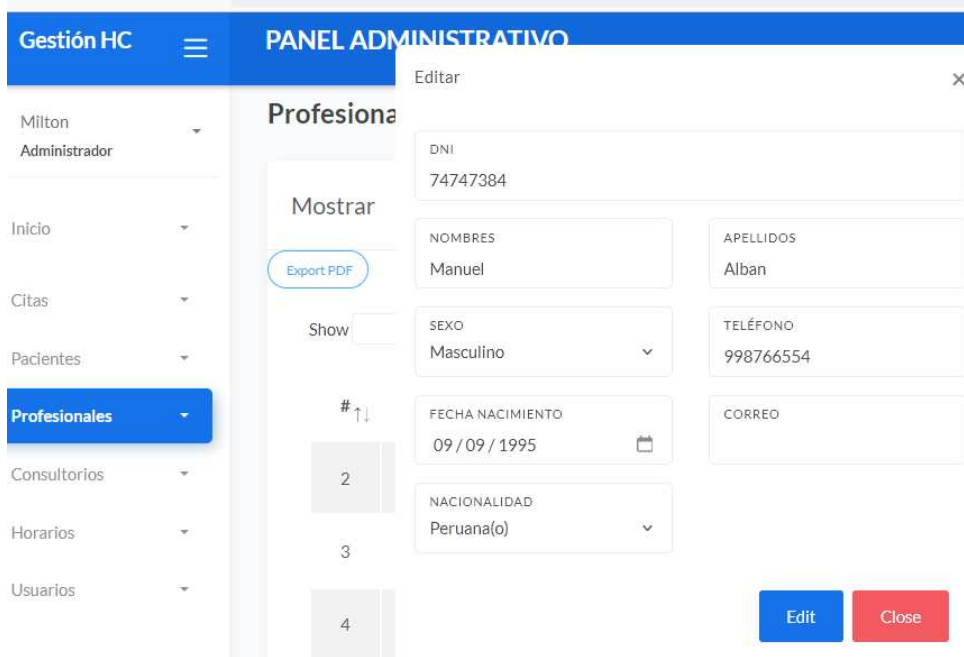 Gestión HC
PANEL ADMINISTRATIVO
Milton
Administrador
Inicio
Citas
Pacientes
Profesionales
Consultorios
Horarios
Usuarios
Profesiona
Mostrar
Export PDF
Show
#
2
3
4
Editar
×
DNI
74747384
NOMBRES
Manuel
APELLIDOS
Alban
SEXO
Masculino
TELÉFONO
998766554
FECHA NACIMIENTO
09/09/1995
CORREO
NACIONALIDAD
Peruana(o)
Edit
Close